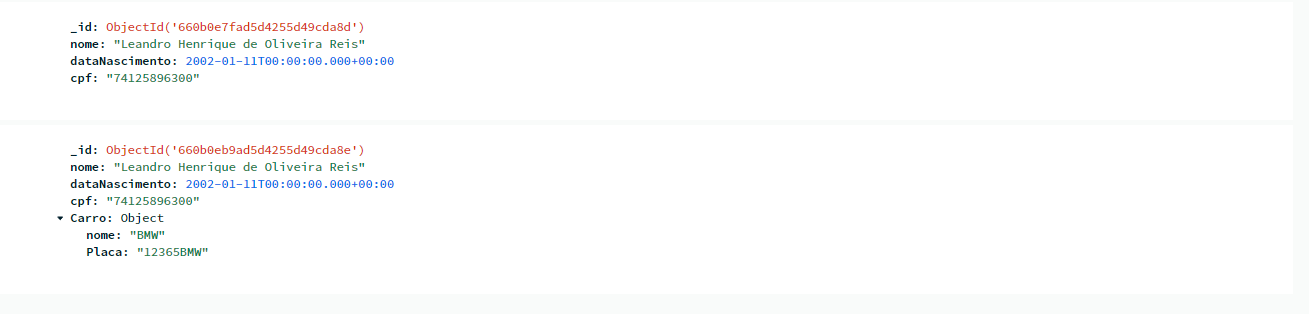 _id: ObjectId('660b0e7fad5d4255d49cda8d')
nome: "Leandro Henrique de Oliveira Reis"
dataNascimento: 2002-01-11T00:00:00.000+00:00
cpf: "74125896300"
_id: ObjectId('660b0eb9ad5d4255d49cda8e')
nome: "Leandro Henrique de Oliveira Reis"
dataNascimento: 2002-01-11T00:00:00.000+00:00
cpf: "74125896300"
Carro: Object
nome: "BMW"
Placa: "12365BMW"